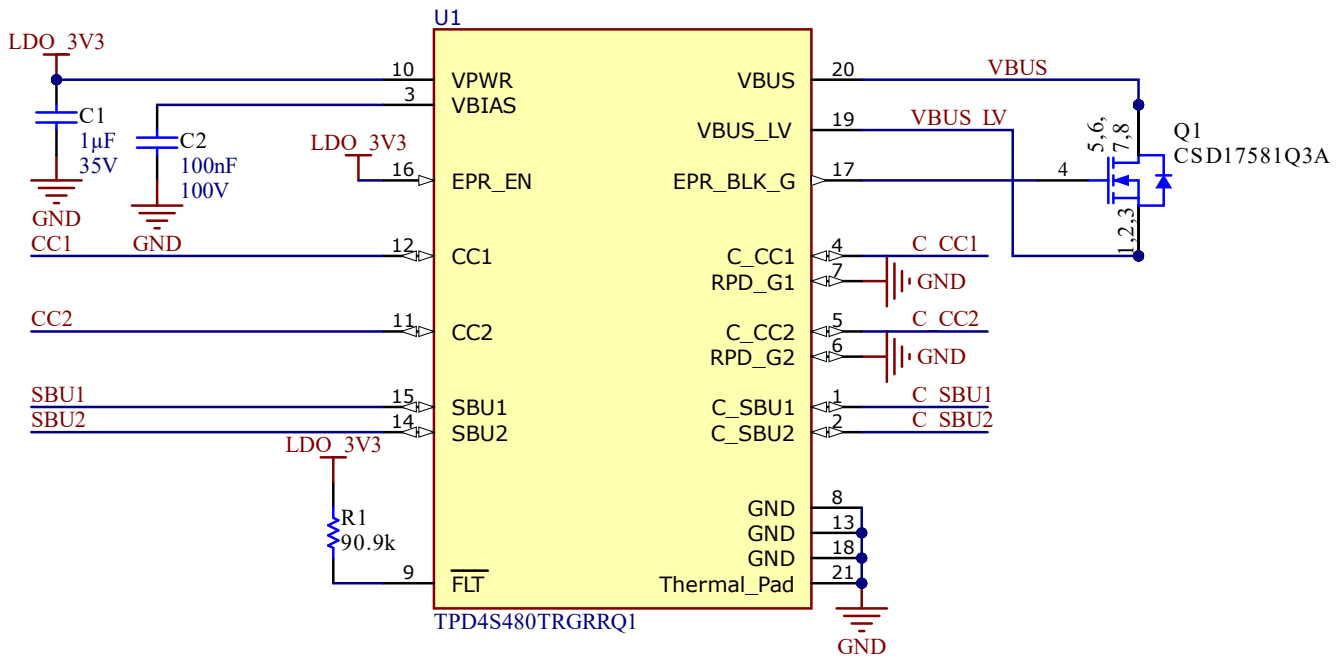 U1
LDO_3V3
10
VPWR
VBUS
20
VBUS
3
VBIAS
C1
1µF
35V
C2
100nF
100V
LDO_3V3
VBUS_LV
19
VBUS_LV
Q1
CSD17581Q3A
5,6,
7,8
16
EPR_EN
EPR_BLK_G
17
4
1,2,3
GND
GND
CC1
12
CC1
C_CC1
4
C_CC1
RPD_G1
7
GND
CC2
11
CC2
C_CC2
5
C_CC2
RPD_G2
6
GND
SBU1
15
SBU1
C_SBU1
1
C_SBU1
SBU2
14
SBU2
C_SBU2
2
C_SBU2
LDO_3V3
R1
90.9k
GND
8
GND
13
GND
18
9
FLT
Thermal_Pad
21
TPD4S480TRGRRQ1
GND